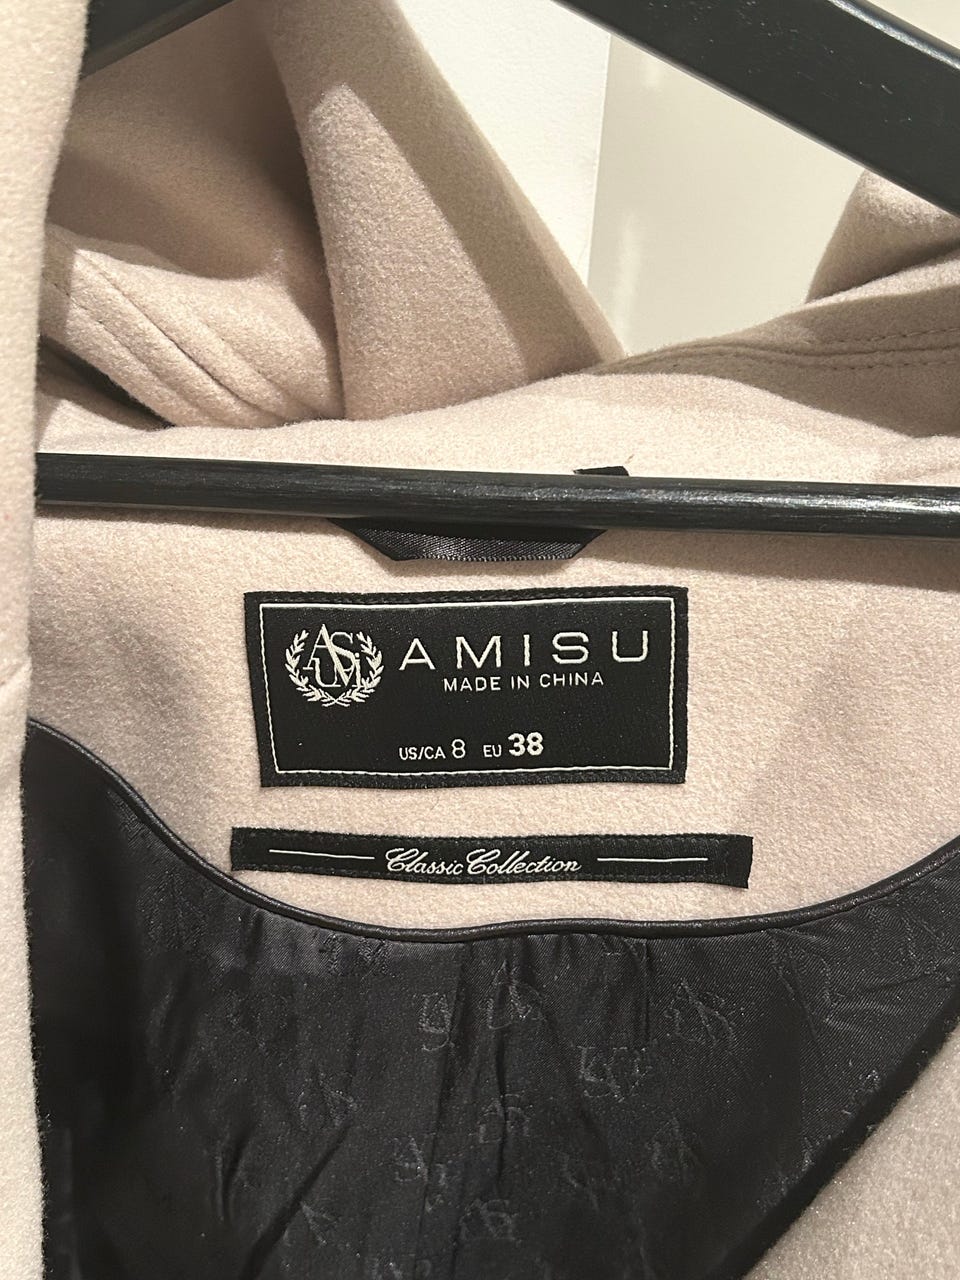 AMISU
MADE IN CHINA
US/CA 8 EU 38
Classic Collection